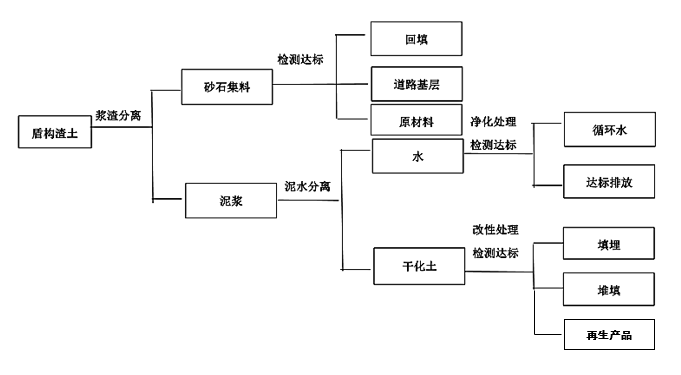 盾构渣土
浆渣分离
砂石集料
检测达标
回填
道路基层
原材料
泥浆
泥水分离
水
净化处理
检测达标
循环水
达标排放
干化土
改性处理
检测达标
填埋
堆填
再生产品